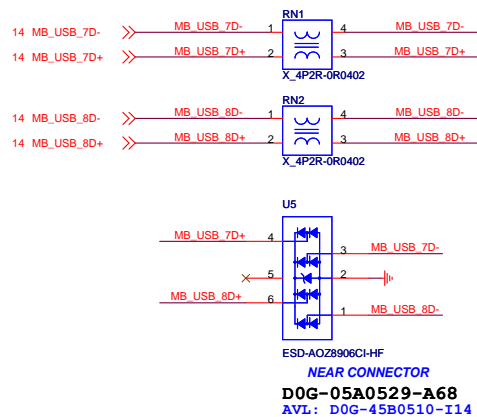 RN1
14 MB_USB_7D- MB_USB_7D- 1 4 MB_USB_7D-
14 MB_USB_7D+ MB_USB_7D+ 2 3 MB_USB_7D+
X_4P2R-0R0402
RN2
14 MB_USB_8D- MB_USB_8D- 1 4 MB_USB_8D-
14 MB_USB_8D+ MB_USB_8D+ 2 3 MB_USB_8D+
X_4P2R-0R0402
U5
MB_USB_7D+ 4
3 MB_USB_7D-
5 2
MB_USB_8D+ 6
1 MB_USB_8D-
ESD-AOZ8906CI-HF
NEAR CONNECTOR
D0G-05A0529-A68
AVL: D0G-45B0510-I14